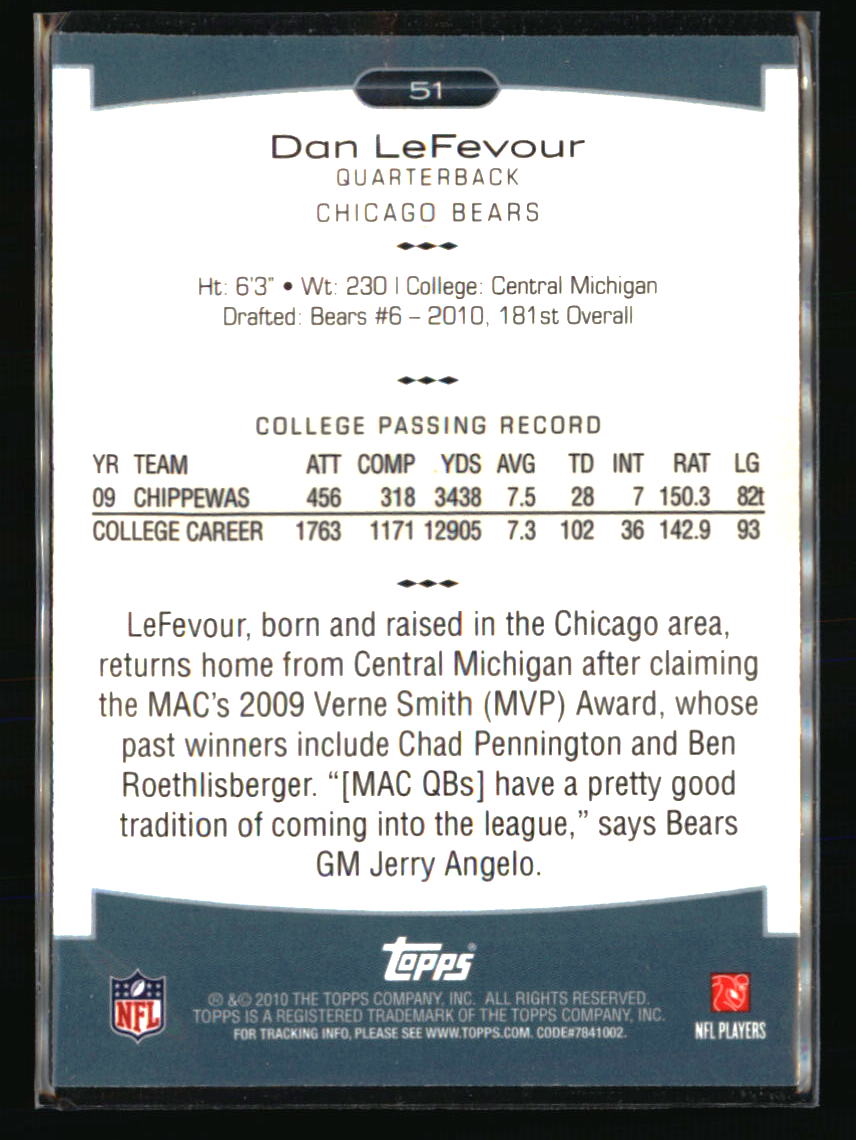 51
Dan LeFevour
QUARTERBACK
CHICAGO BEARS
Ht: 6'3" • Wt: 230 | College: Central Michigan
Drafted: Bears #6 – 2010, 181st Overall
COLLEGE PASSING RECORD
YR TEAM ATT COMP YDS AVG TD INT RAT LG
09 CHIPPEWAS 456 318 3438 7.5 28 7 150.3 82t
COLLEGE CAREER 1763 1171 12905 7.3 102 36 142.9 93
LeFevour, born and raised in the Chicago area,
returns home from Central Michigan after claiming
the MAC's 2009 Verne Smith (MVP) Award, whose
past winners include Chad Pennington and Ben
Roethlisberger. “[MAC QBs] have a pretty good
tradition of coming into the league,” says Bears
GM Jerry Angelo.
Topps®
® &© 2010 THE TOPPS COMPANY, INC. ALL RIGHTS RESERVED.
TOPPS IS A REGISTERED TRADEMARK OF THE TOPPS COMPANY, INC.
FOR TRACKING INFO, PLEASE SEE WWW.TOPPS.COM. CODE#7841002.
NFL
NFL PLAYERS